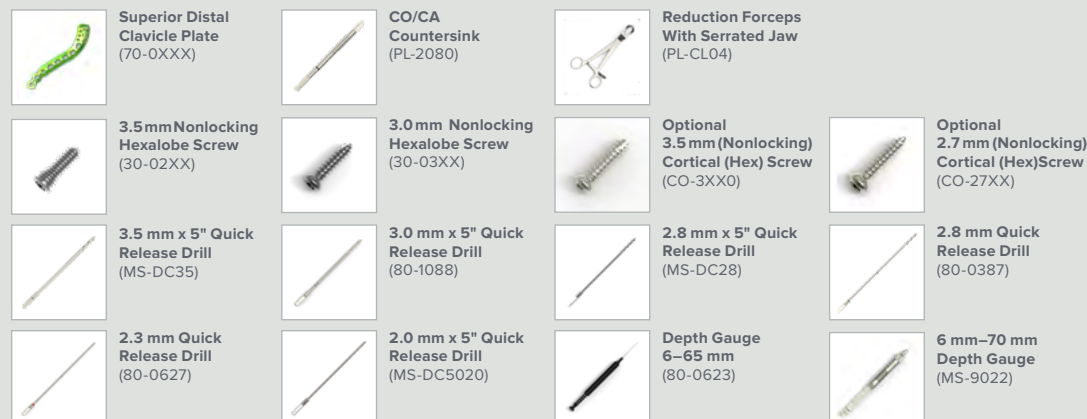 Superior Distal
Clavicle Plate
(70-0XXX)
CO/CA
Countersink
(PL-2080)
Reduction Forceps
With Serrated Jaw
(PL-CL04)
3.5 mm Nonlocking
Hexalobe Screw
(30-02XX)
3.0 mm Nonlocking
Hexalobe Screw
(30-03XX)
Optional
3.5 mm (Nonlocking)
Cortical (Hex) Screw
(CO-3XX0)
Optional
2.7 mm (Nonlocking)
Cortical (Hex)Screw
(CO-27XX)
3.5 mm x 5" Quick
Release Drill
(MS-DC35)
3.0 mm x 5" Quick
Release Drill
(80-1088)
2.8 mm x 5" Quick
Release Drill
(MS-DC28)
2.8 mm Quick
Release Drill
(80-0387)
2.3 mm Quick
Release Drill
(80-0627)
2.0 mm x 5" Quick
Release Drill
(MS-DC5020)
Depth Gauge
6–65 mm
(80-0623)
6 mm–70 mm
Depth Gauge
(MS-9022)